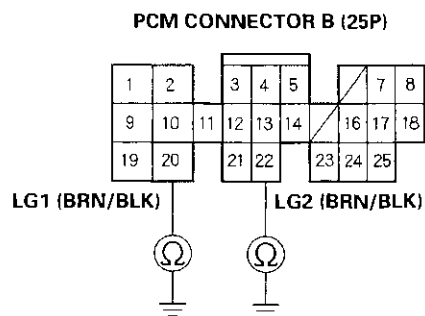 PCM CONNECTOR B (25P)
1 2 3 4 5 7 8
9 10 11 12 13 14 16 17 18
19 20 21 22 23 24 25
LG1 (BRN/BLK) LG2 (BRN/BLK)
Ω Ω